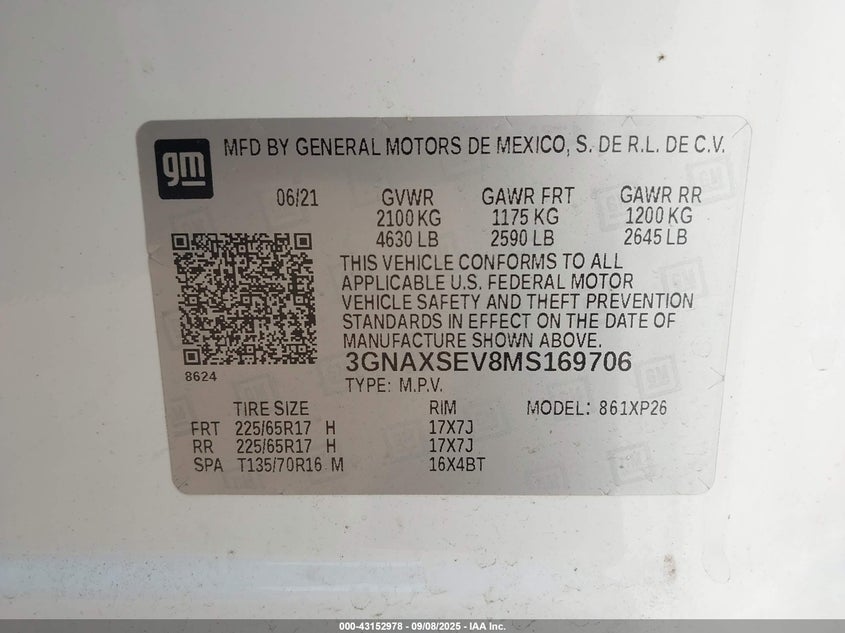 gm
MFD BY GENERAL MOTORS DE MEXICO, S. DE R.L. DE C.V.
06/21 GVWR GAWR FRT GAWR RR
2100 KG 1175 KG 1200 KG
4630 LB 2590 LB 2645 LB
THIS VEHICLE CONFORMS TO ALL
APPLICABLE U.S. FEDERAL MOTOR
VEHICLE SAFETY AND THEFT PREVENTION
STANDARDS IN EFFECT ON THE DATE OF
MANUFACTURE SHOWN ABOVE.
3GNAXSEV8MS169706
8624
TYPE: M.P.V.
TIRE SIZE RIM MODEL: 861XP26
FRT 225/65R17 H 17X7J
RR 225/65R17 H 17X7J
SPA T135/70R16 M 16X4BT
000-43152978 - 09/08/2025 - IAA Inc.